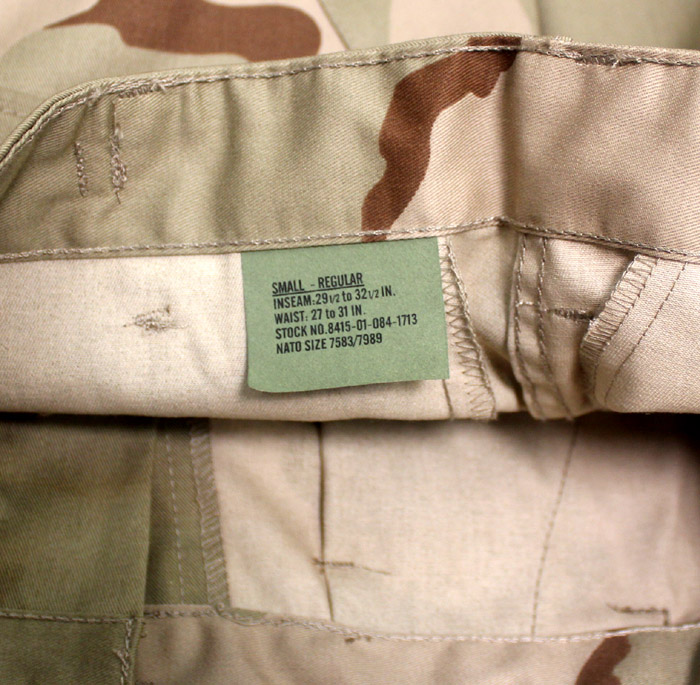 SMALL - REGULAR
INSEAM: 29 1/2 to 32 1/2 IN.
WAIST: 27 to 31 IN.
STOCK NO. 8415-01-084-1713
NATO SIZE 7583/7989